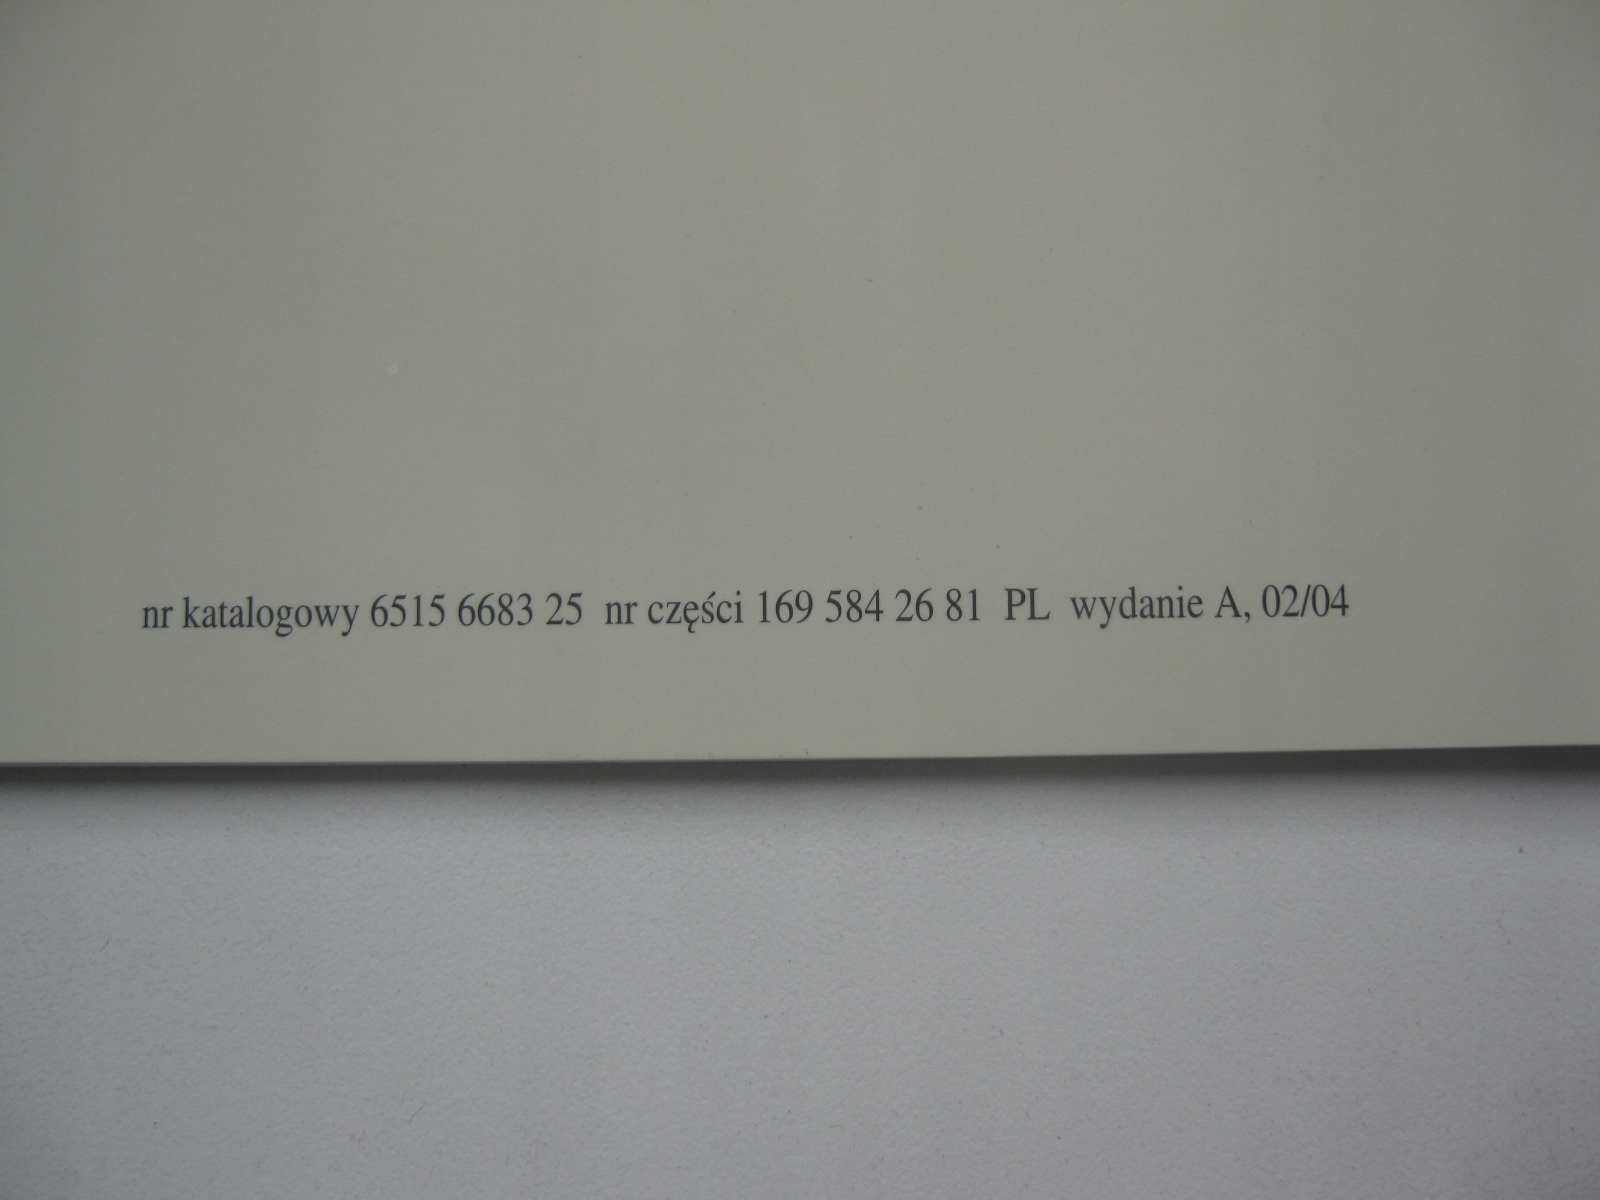 nr katalogowy 6515 6683 25 nr części 169 584 26 81 PL wydanie A, 02/04